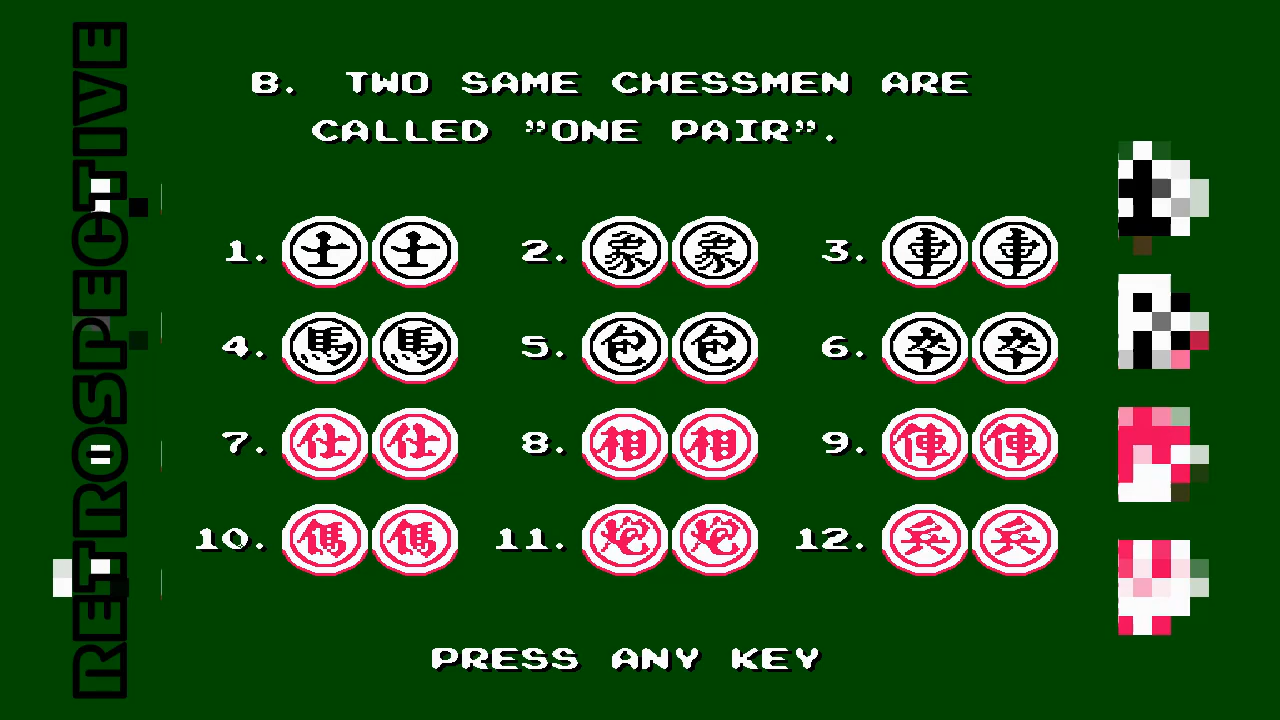 RETROSPECTIVE
B. TWO SAME CHESSMEN ARE
CALLED "ONE PAIR".
1. 士 士 2. 象 象 3. 車 車
4. 馬 馬 5. 包 包 6. 卒 卒
7. 仕 仕 8. 相 相 9. 俥 俥
10. 傌 傌 11. 炮 炮 12. 兵 兵
PRESS ANY KEY